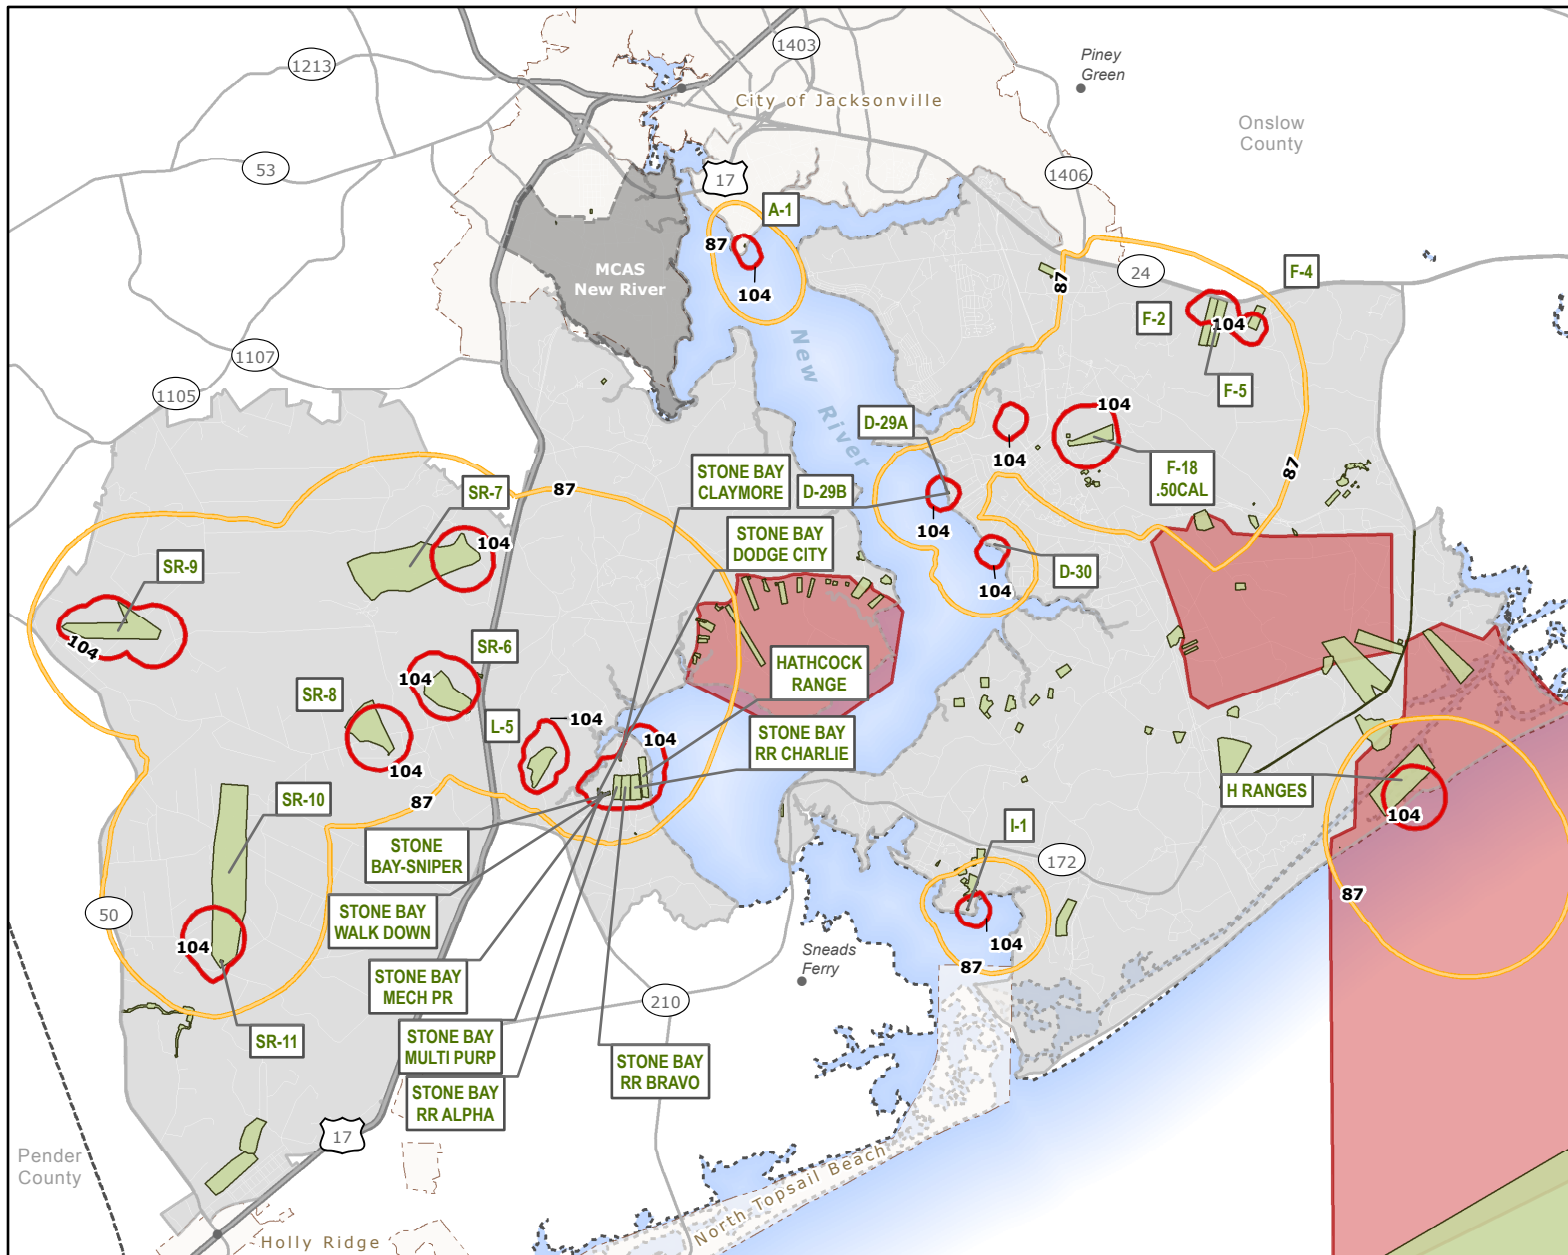 1403
1213
Piney
Green
City of Jacksonville
Onslow
County
53
17
1406
A-1
87
MCAS
New River
104
24
87
F-4
F-2
104
New River
1107
1105
F-5
104
D-29A
104
F-18
.50CAL
87
SR-7
87
STONE BAY
CLAYMORE
D-29B
104
STONE BAY
DODGE CITY
104
SR-9
D-30
104
104
SR-6
104
HATHCOCK
RANGE
SR-8
L-5
104
104
STONE BAY
RR CHARLIE
104
SR-10
87
H RANGES
104
I-1
STONE
BAY-SNIPER
172
87
50
STONE BAY
WALK DOWN
104
104
Sneads
Ferry
87
STONE BAY
MECH PR
210
SR-11
STONE BAY
MULTI PURP
STONE BAY
RR BRAVO
STONE BAY
RR ALPHA
17
Pender
County
North Topsail Beach
Holly Ridge